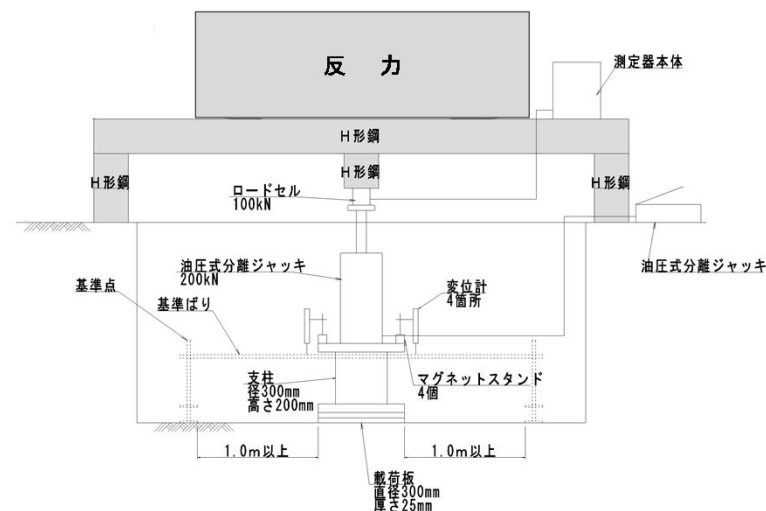 反 力
測定器本体
H形鋼
H形鋼
H形鋼
H形鋼
ロードセル
100kN
油圧式分離ジャッキ
200kN
油圧式分離ジャッキ
基準点
基準ばり
変位計
4箇所
支柱
径300mm
高さ200mm
マグネットスタンド
4個
1.0m以上
1.0m以上
載荷板
直径300mm
厚さ25mm